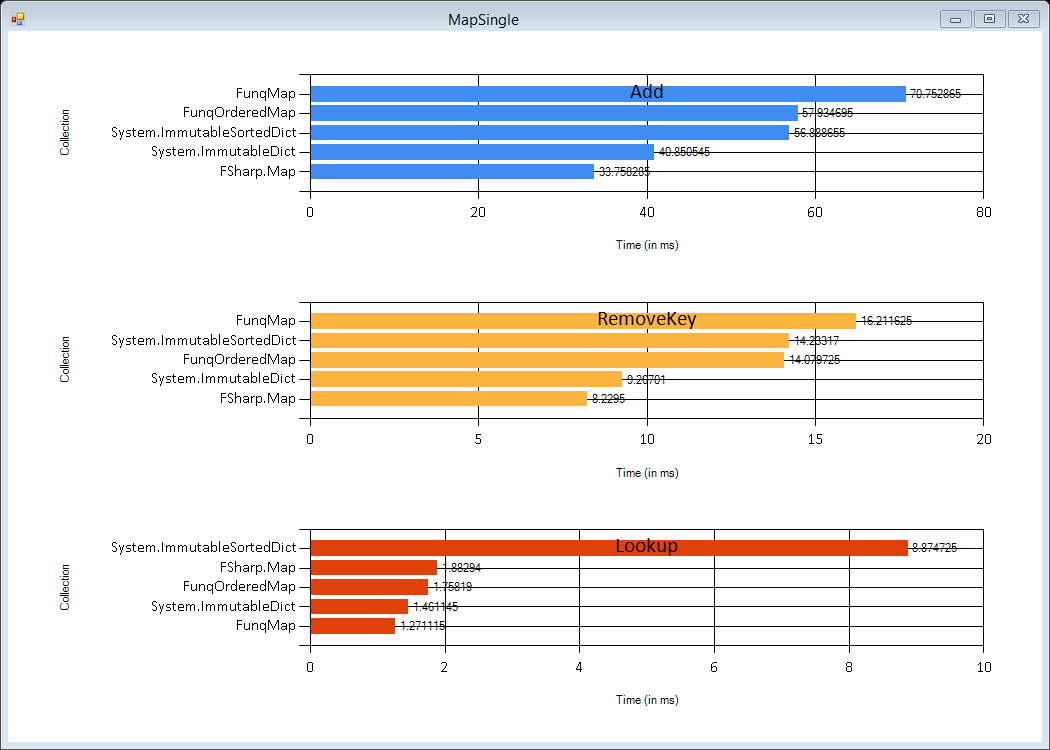 MapSingle
Add
Collection
FunqMap 70.752865
FunqOrderedMap 57.934695
System.ImmutableSortedDict 56.888655
System.ImmutableDict 40.850545
FSharp.Map 33.758285
0 20 40 60 80
Time (in ms)
RemoveKey
Collection
FunqMap 16.211625
System.ImmutableSortedDict 14.23317
FunqOrderedMap 14.079725
System.ImmutableDict 9.26701
FSharp.Map 8.2295
0 5 10 15 20
Time (in ms)
Lookup
Collection
System.ImmutableSortedDict 8.874725
FSharp.Map 1.88294
FunqOrderedMap 1.75819
System.ImmutableDict 1.461145
FunqMap 1.271115
0 2 4 6 8 10
Time (in ms)